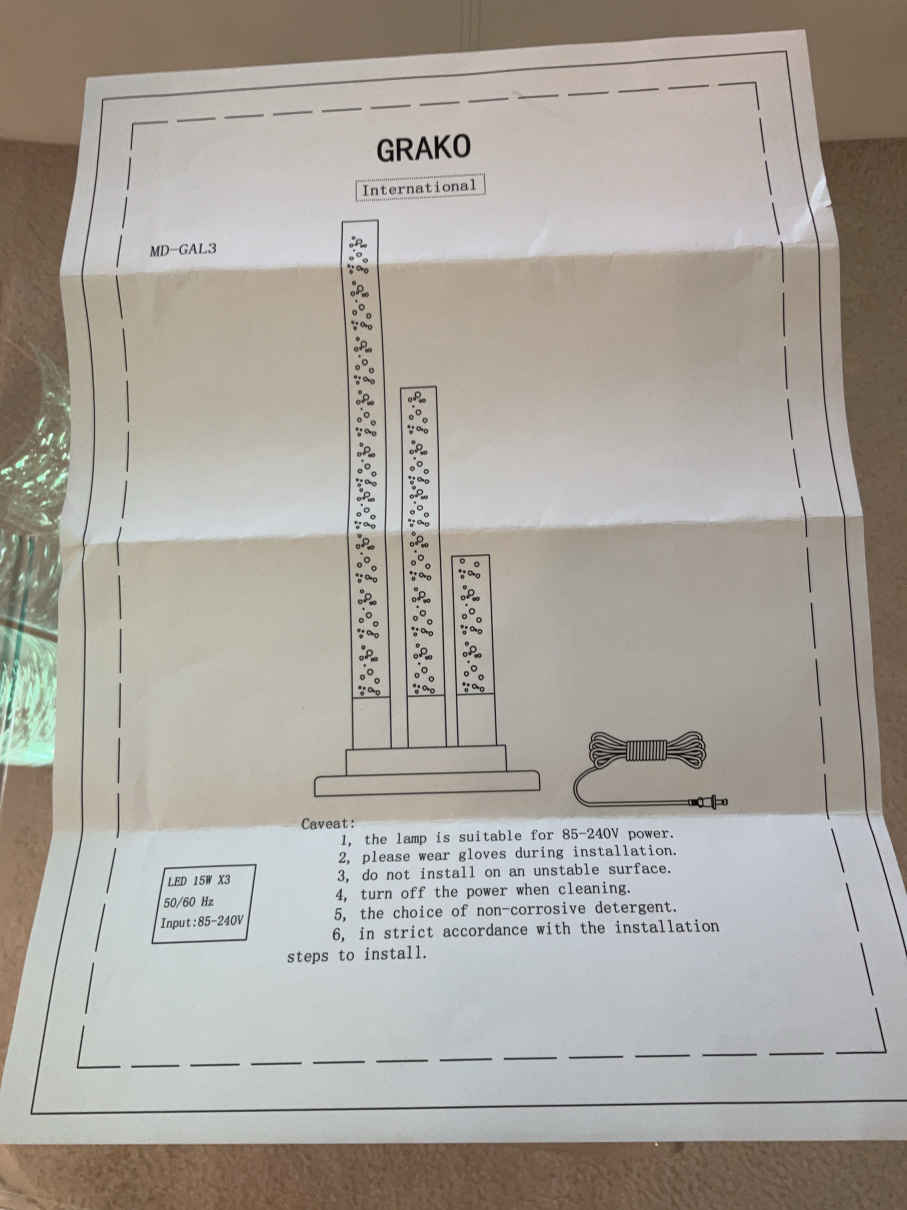 GRAKO
International
MD-GAL3
Caveat:
1, the lamp is suitable for 85-240V power.
2, please wear gloves during installation.
3, do not install on an unstable surface.
4, turn off the power when cleaning.
5, the choice of non-corrosive detergent.
6, in strict accordance with the installation
steps to install.
LED 15W X3
50/60 Hz
Input:85-240V